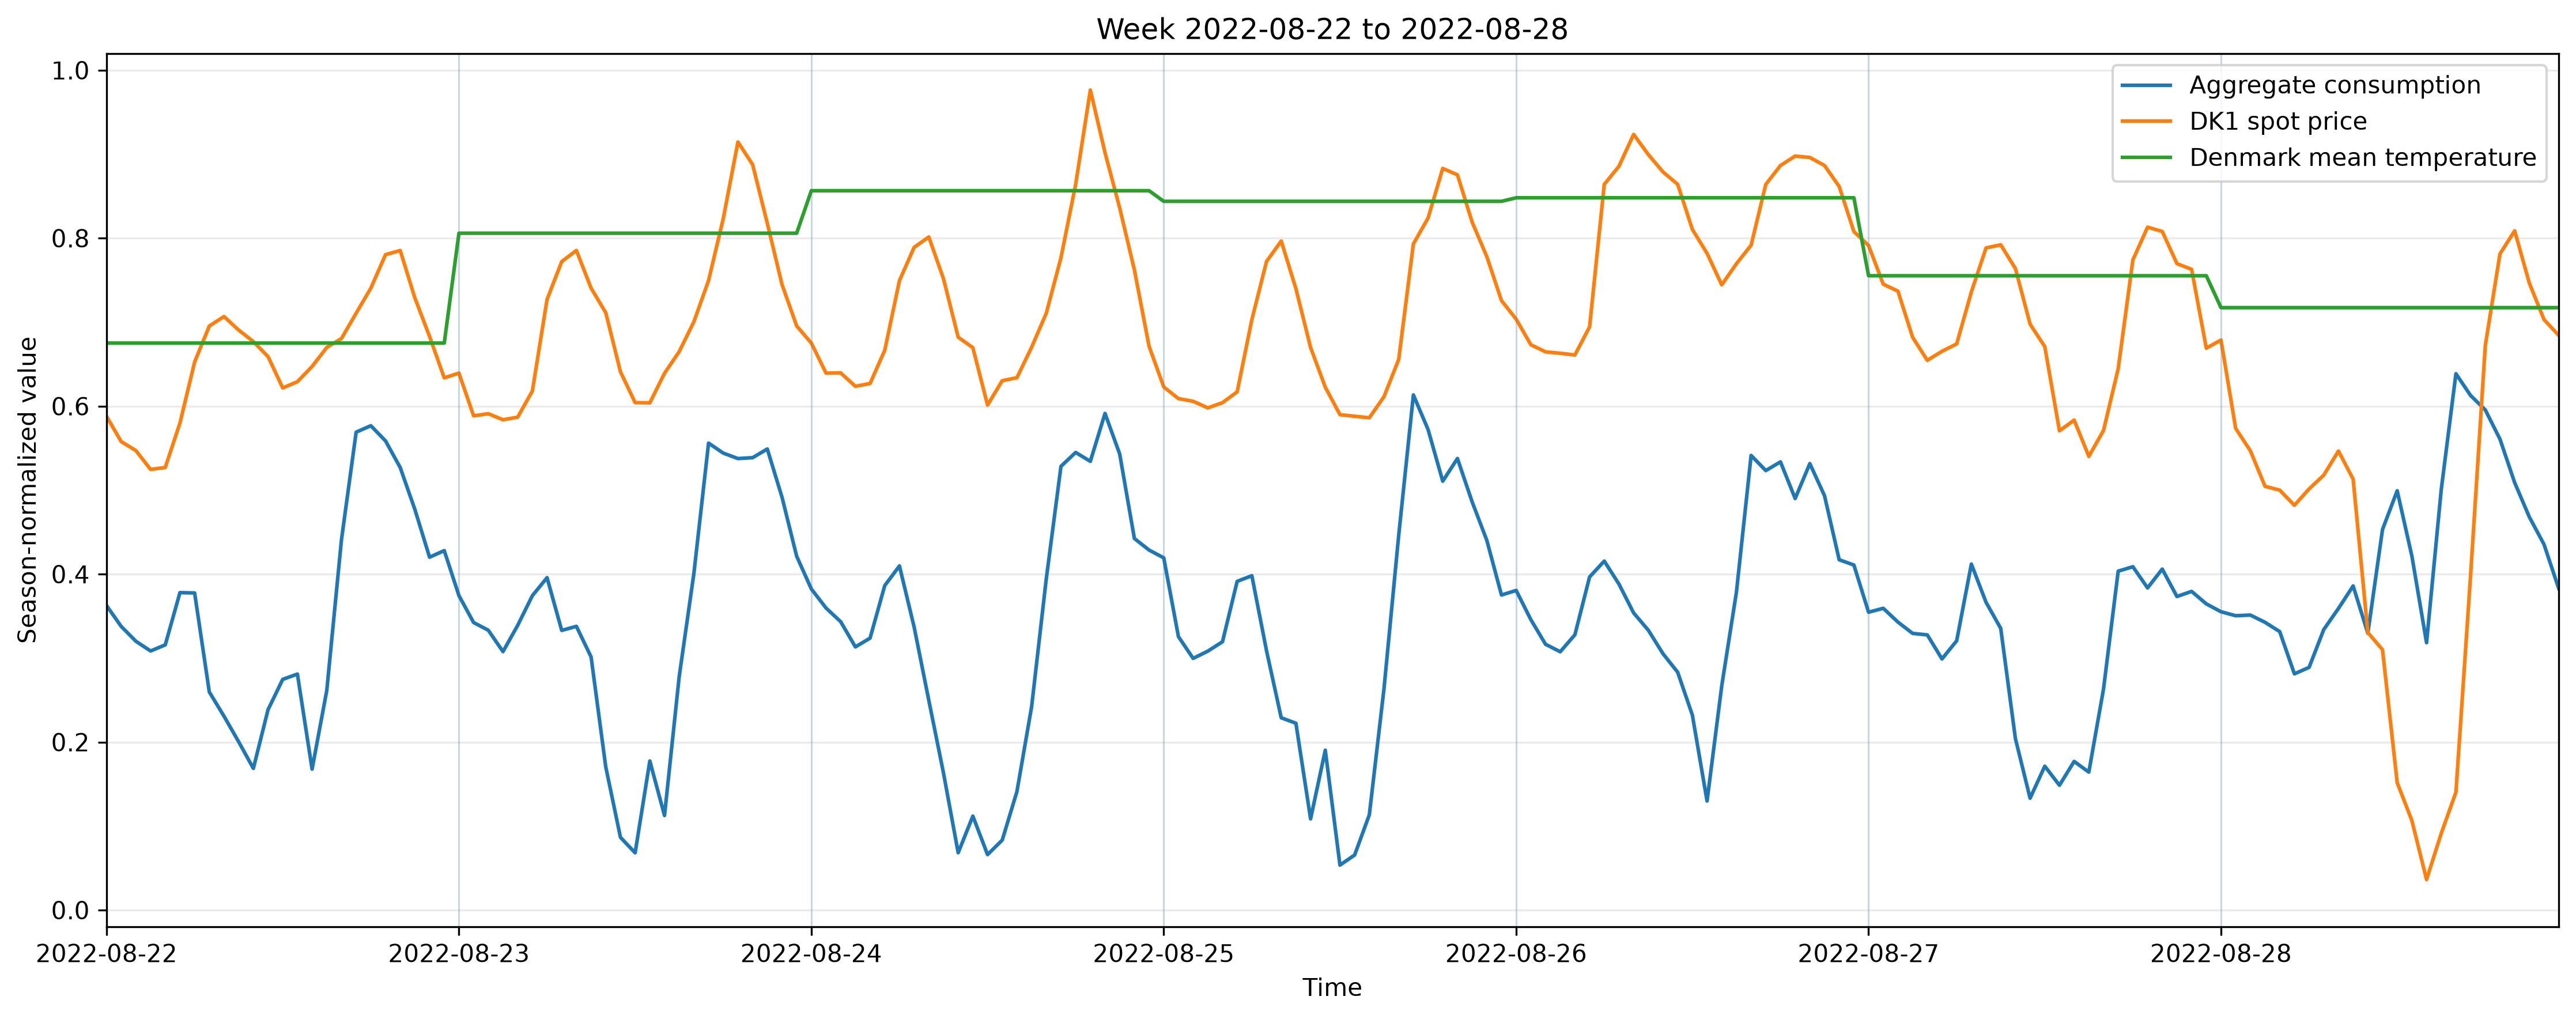 Week 2022-08-22 to 2022-08-28
Aggregate consumption
DK1 spot price
Denmark mean temperature
Season-normalized value
1.0
0.8
0.6
0.4
0.2
0.0
2022-08-22 2022-08-23 2022-08-24 2022-08-25 2022-08-26 2022-08-27 2022-08-28
Time